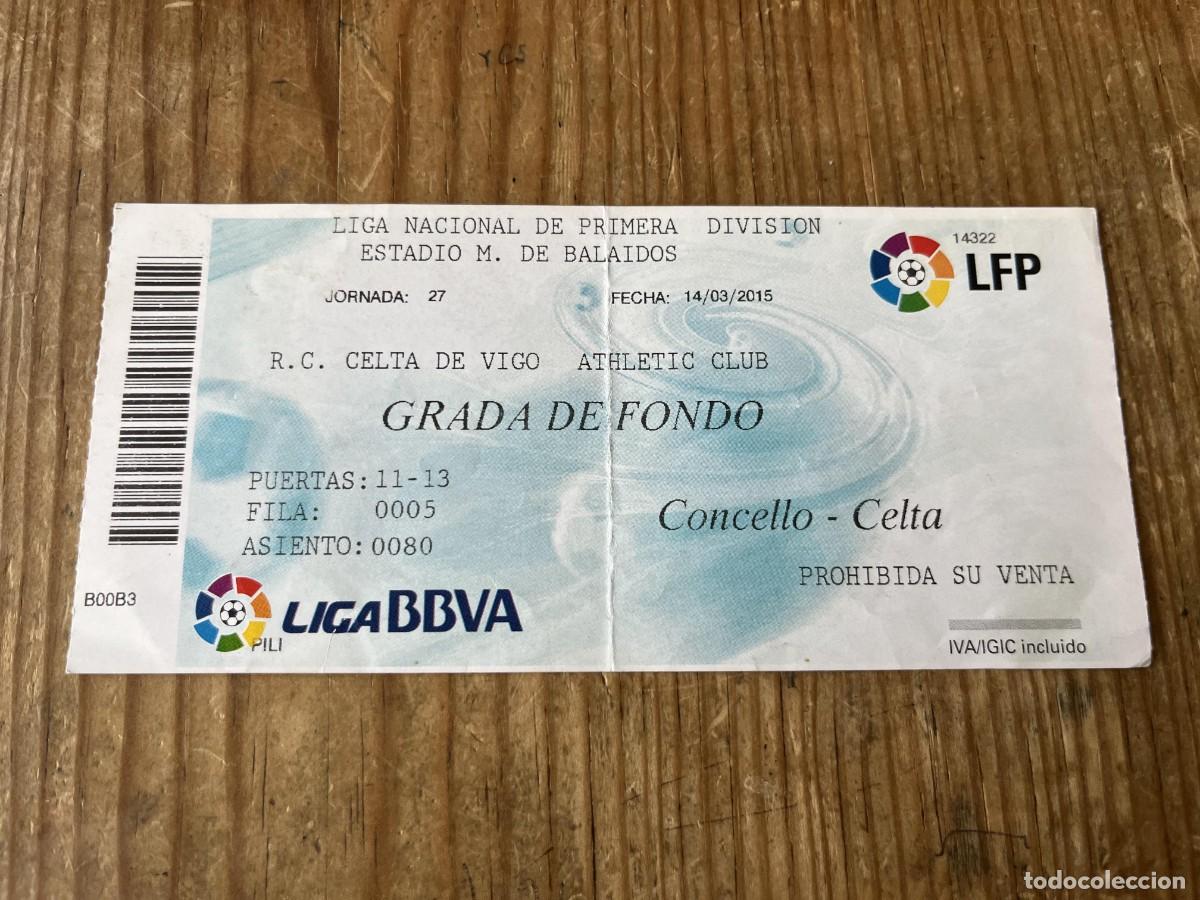 LIGA NACIONAL DE PRIMERA DIVISION
ESTADIO M. DE BALAIDOS
14322
LFP
JORNADA: 27 FECHA: 14/03/2015
R.C. CELTA DE VIGO ATHLETIC CLUB
GRADA DE FONDO
PUERTAS:11-13
FILA: 0005
Concello - Celta
ASIENTO:0080
PROHIBIDA SU VENTA
B00B3
LIGA BBVA
PILI
IVA/IGIC incluido
todocoleccion